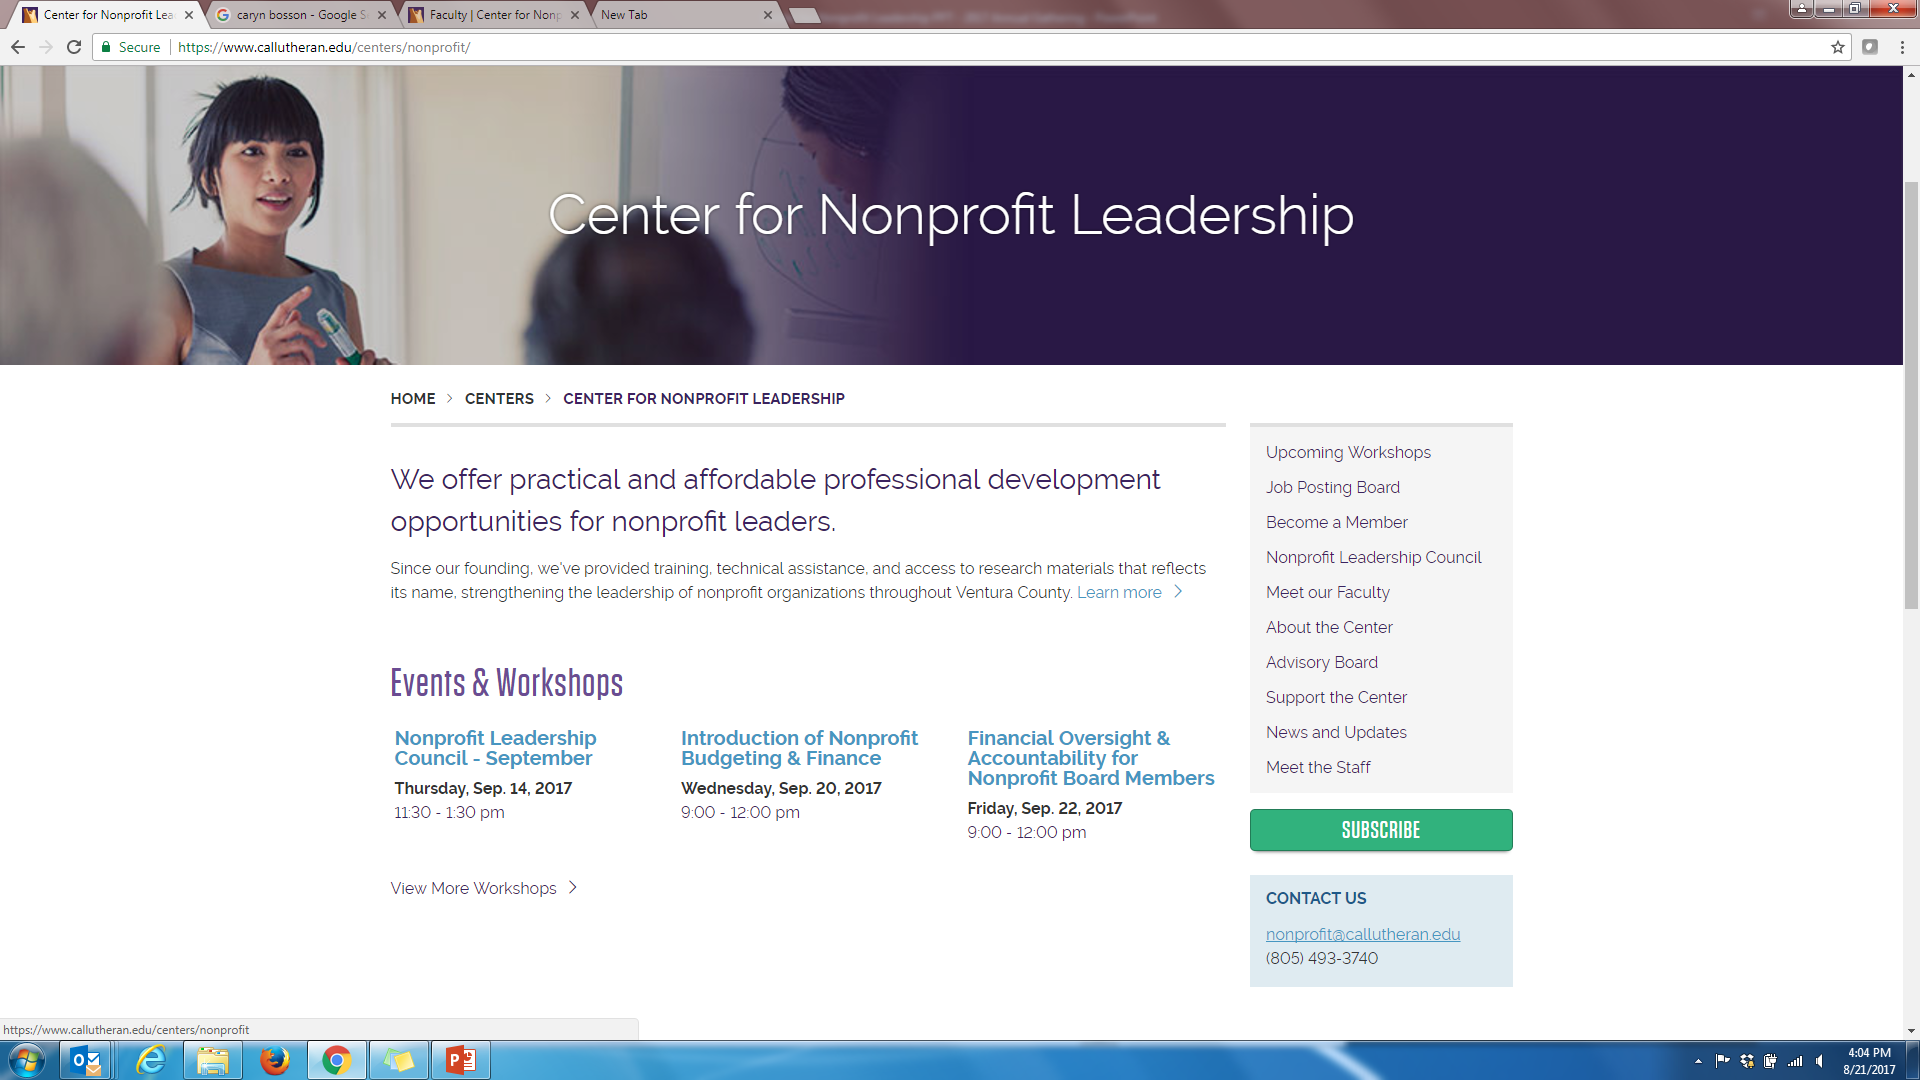 Center for Nonprofit Lea
caryn bosson - Google S
Faculty | Center for Nonp
New Tab
Secure
https://www.callutheran.edu/centers/nonprofit/
Center for Nonprofit Leadership
HOME > CENTERS > CENTER FOR NONPROFIT LEADERSHIP
We offer practical and affordable professional development
opportunities for nonprofit leaders.
Since our founding, we've provided training, technical assistance, and access to research materials that reflects
its name, strengthening the leadership of nonprofit organizations throughout Ventura County. Learn more >
Events & Workshops
Nonprofit Leadership
Council - September
Thursday, Sep. 14, 2017
11:30 - 1:30 pm
Introduction of Nonprofit
Budgeting & Finance
Wednesday, Sep. 20, 2017
9:00 - 12:00 pm
Financial Oversight &
Accountability for
Nonprofit Board Members
Friday, Sep. 22, 2017
9:00 - 12:00 pm
View More Workshops >
Upcoming Workshops
Job Posting Board
Become a Member
Nonprofit Leadership Council
Meet our Faculty
About the Center
Advisory Board
Support the Center
News and Updates
Meet the Staff
SUBSCRIBE
CONTACT US
nonprofit@callutheran.edu
(805) 493-3740
https://www.callutheran.edu/centers/nonprofit
4:04 PM
8/21/2017